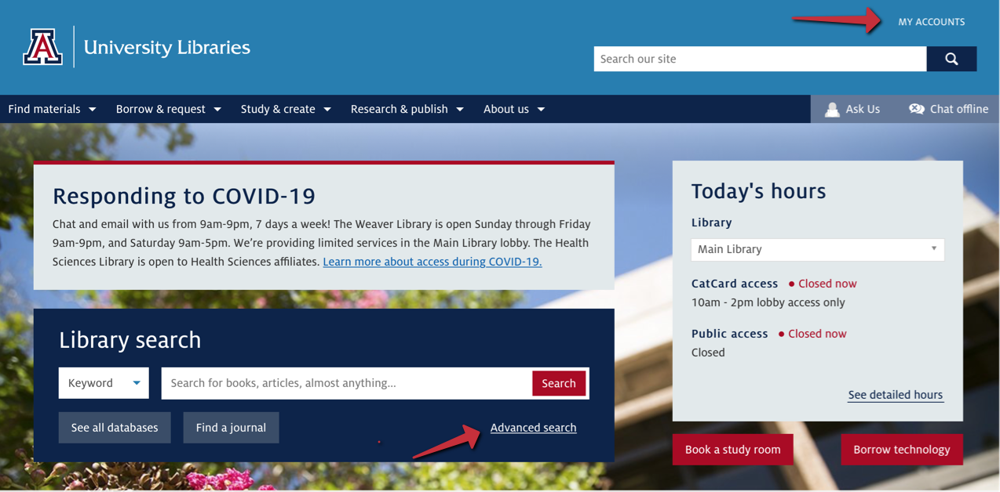 MY ACCOUNTS
A
University Libraries
Search our site
Find materials
Borrow & request
Study & create
Research & publish
About us
Ask Us
Chat offline
Responding to COVID-19
Chat and email with us from 9am-9pm, 7 days a week! The Weaver Library is open Sunday through Friday
9am-9pm, and Saturday 9am-5pm. We’re providing limited services in the Main Library lobby. The Health
Sciences Library is open to Health Sciences affiliates. Learn more about access during COVID-19.
Library search
Keyword
Search for books, articles, almost anything...
Search
See all databases
Find a journal
Advanced search
Today's hours
Library
Main Library
CatCard access • Closed now
10am - 2pm lobby access only
Public access • Closed now
Closed
See detailed hours
Book a study room
Borrow technology